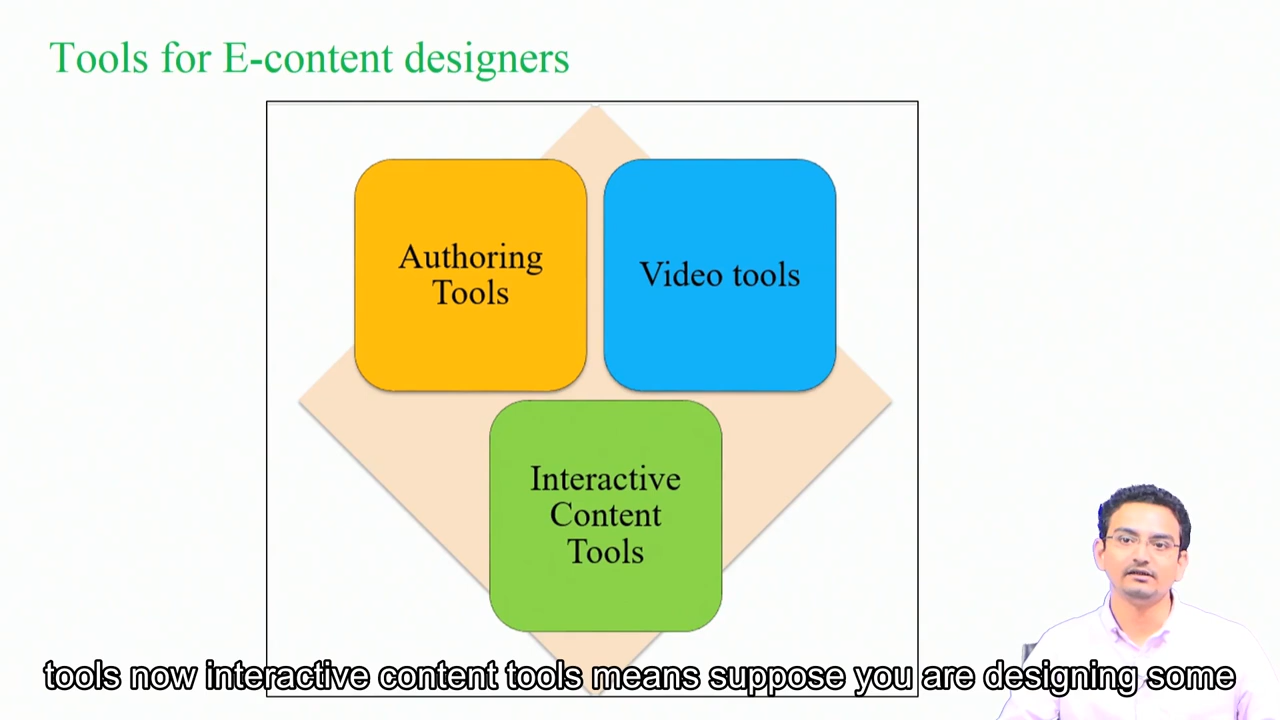 Tools for E-content designers
Authoring
Tools
Video tools
Interactive
Content
Tools
tools now interactive content tools means suppose you are designing some